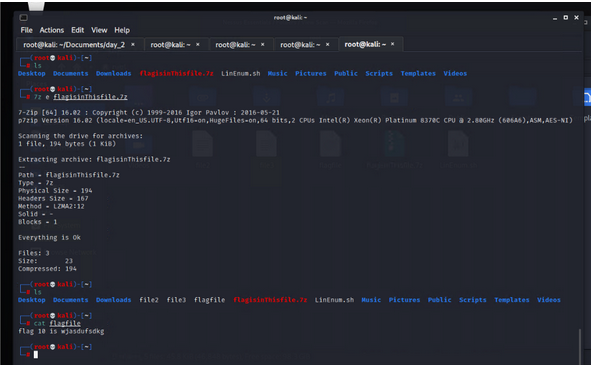 root@kali: ~
File Actions Edit View Help
root@kali: ~/Documents/day_2 × root@kali: ~ × root@kali: ~ × root@kali: ~ × root@kali: ~ ×
┌──(root💀kali)-[~]
└─# ls
Desktop Documents Downloads flagisinThisfile.7z LinEnum.sh Music Pictures Public Scripts Templates Videos
┌──(root💀kali)-[~]
└─# 7z e flagisinThisfile.7z
7-Zip [64] 16.02 : Copyright (c) 1999-2016 Igor Pavlov : 2016-05-21
p7zip Version 16.02 (locale=en_US.UTF-8,Utf16=on,HugeFiles=on,64 bits,2 CPUs Intel(R) Xeon(R) Platinum 8370C CPU @ 2.80GHz (606A6),ASM,AES-NI)
Scanning the drive for archives:
1 file, 194 bytes (1 KiB)
Extracting archive: flagisinThisfile.7z
--
Path = flagisinThisfile.7z
Type = 7z
Physical Size = 194
Headers Size = 167
Method = LZMA2:12
Solid = -
Blocks = 1
Everything is Ok
Files: 3
Size: 23
Compressed: 194
┌──(root💀kali)-[~]
└─# ls
Desktop Documents Downloads file2 file3 flagfile flagisinThisfile.7z LinEnum.sh Music Pictures Public Scripts Templates Videos
┌──(root💀kali)-[~]
└─# cat flagfile
flag 10 is wjasdufsdkg
┌──(root💀kali)-[~]
└─#